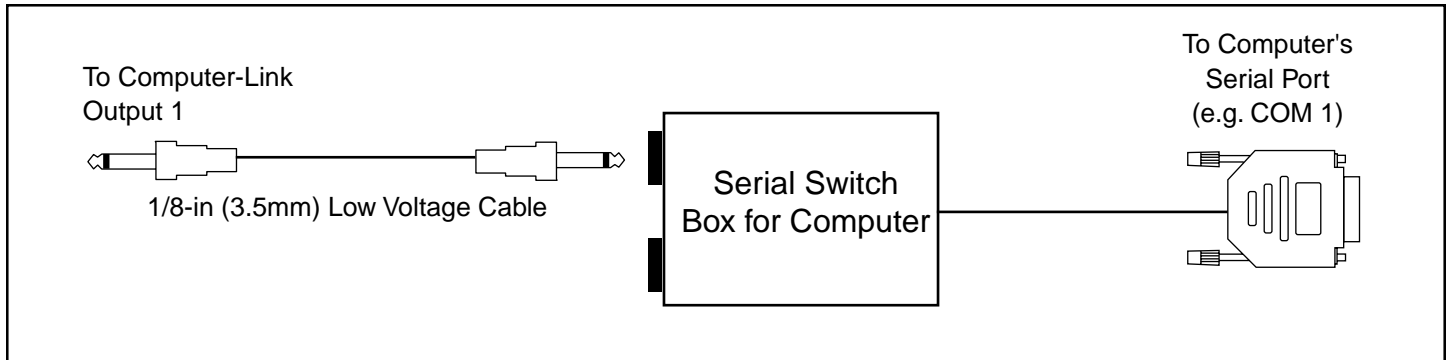 To Computer-Link
Output 1
1/8-in (3.5mm) Low Voltage Cable
Serial Switch
Box for Computer
To Computer's
Serial Port
(e.g. COM 1)